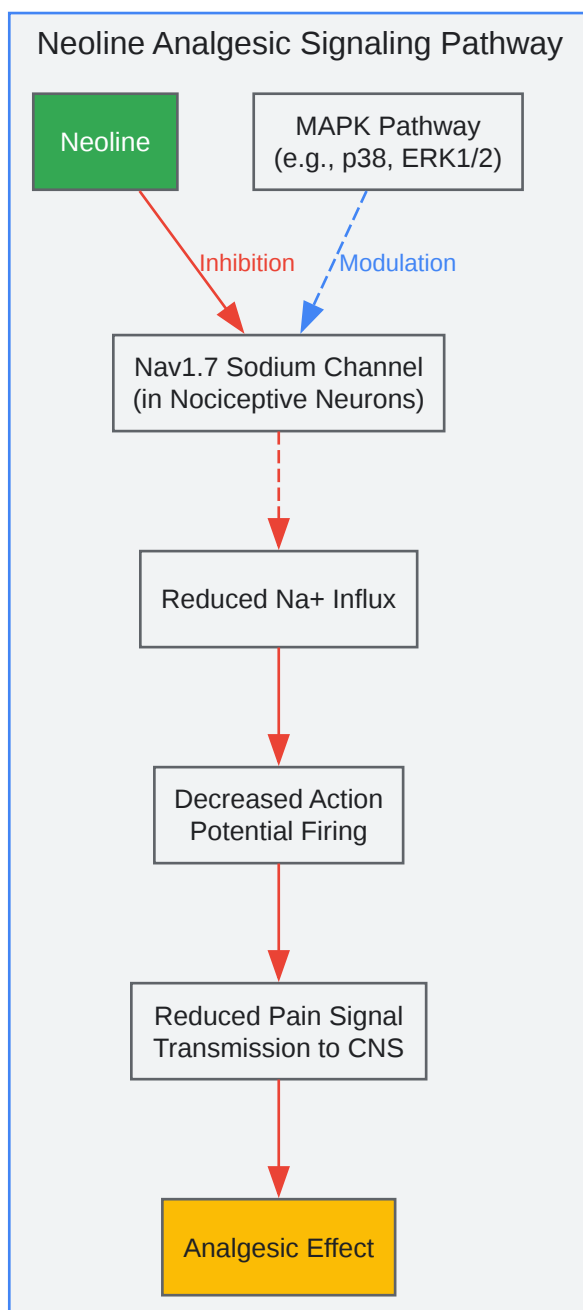 Neoline Analgesic Signaling Pathway
Neoline
MAPK Pathway
(e.g., p38, ERK1/2)
Inhibition
Modulation
Nav1.7 Sodium Channel
(in Nociceptive Neurons)
Reduced Na+ Influx
Decreased Action
Potential Firing
Reduced Pain Signal
Transmission to CNS
Analgesic Effect